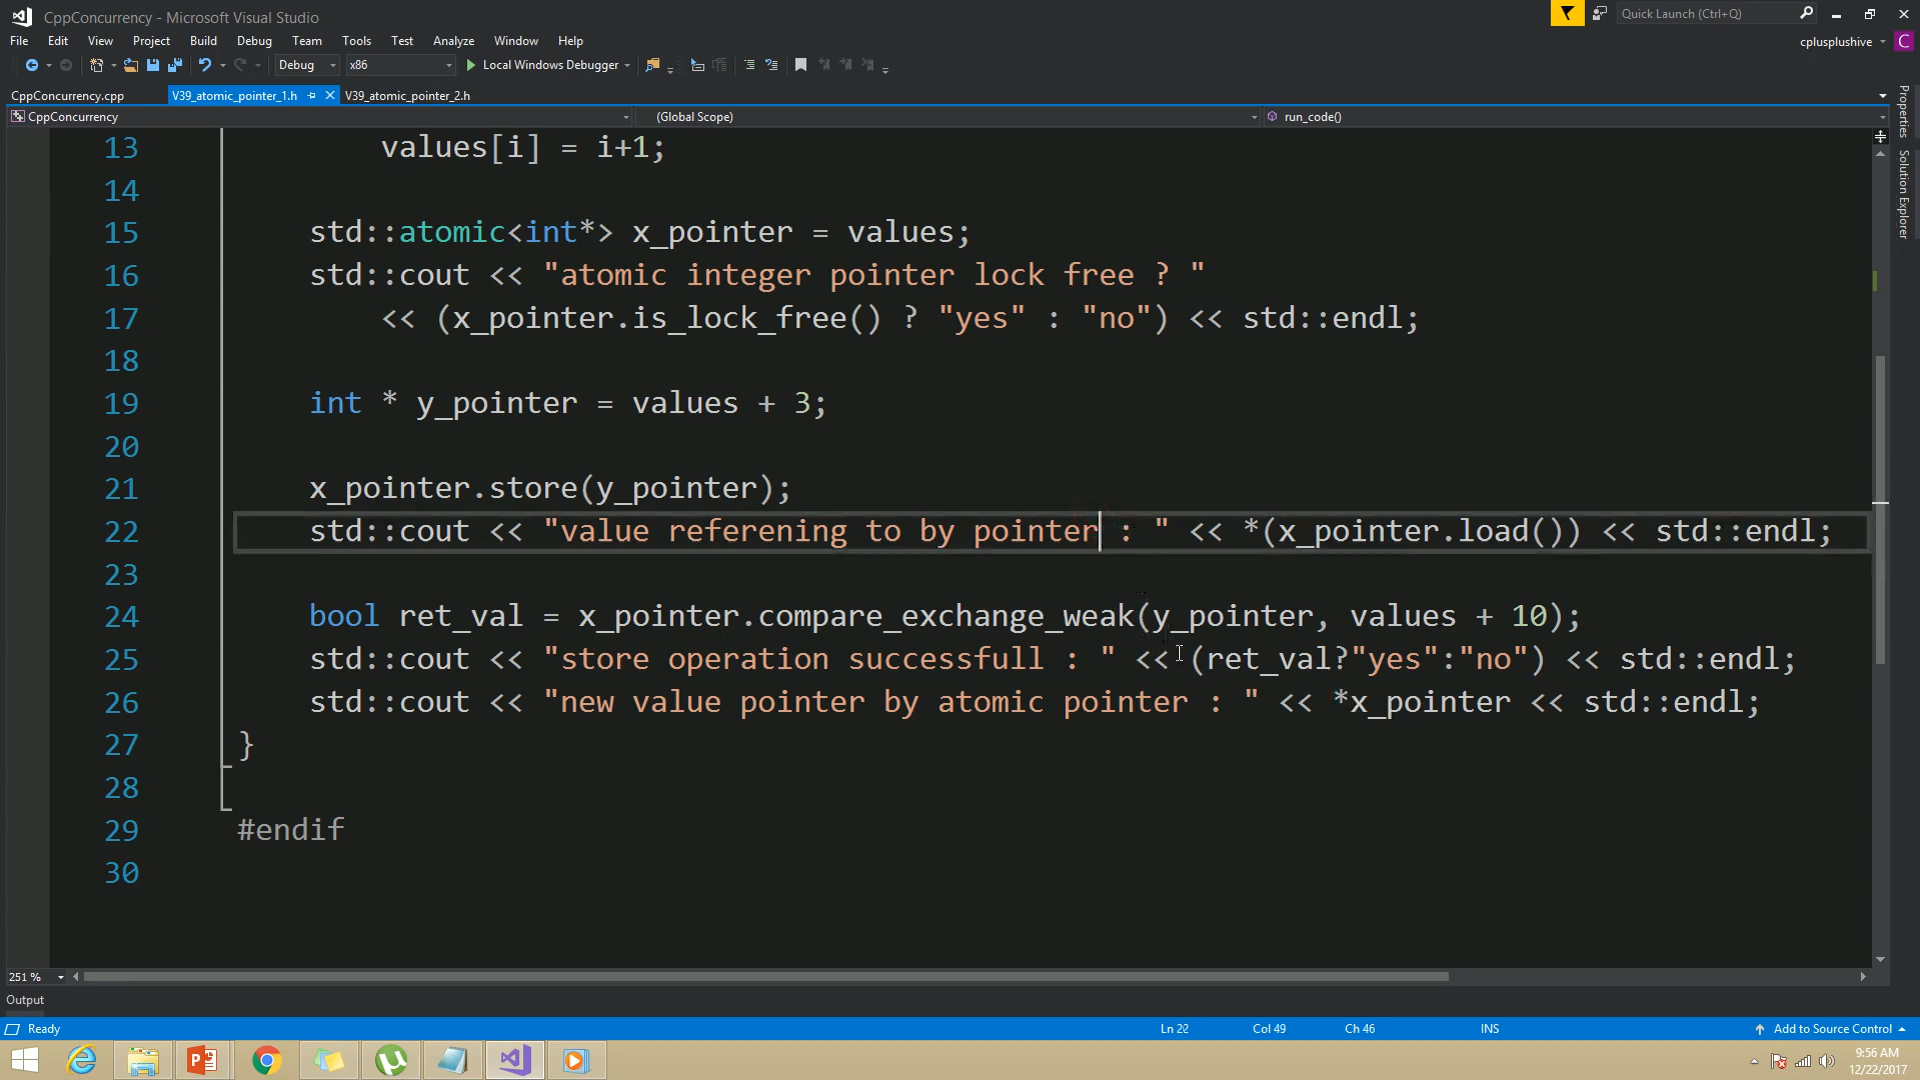 CppConcurrency - Microsoft Visual Studio
Quick Launch (Ctrl+Q)
File Edit View Project Build Debug Team Tools Test Analyze Window Help
cplusplushive C
Debug x86 Local Windows Debugger
CppConcurrency.cpp V39_atomic_pointer_1.h V39_atomic_pointer_2.h
CppConcurrency (Global Scope) run_code()
Properties
Solution Explorer
13 values[i] = i+1;
14
15 std::atomic<int*> x_pointer = values;
16 std::cout << "atomic integer pointer lock free ? "
17 << (x_pointer.is_lock_free() ? "yes" : "no") << std::endl;
18
19 int * y_pointer = values + 3;
20
21 x_pointer.store(y_pointer);
22 std::cout << "value referening to by pointer : " << *(x_pointer.load()) << std::endl;
23
24 bool ret_val = x_pointer.compare_exchange_weak(y_pointer, values + 10);
25 std::cout << "store operation successfull : " << (ret_val?"yes":"no") << std::endl;
26 std::cout << "new value pointer by atomic pointer : " << *x_pointer << std::endl;
27 }
28
29 #endif
30
251 %
Output
Ready Ln 22 Col 49 Ch 46 INS Add to Source Control
9:56 AM
12/22/2017